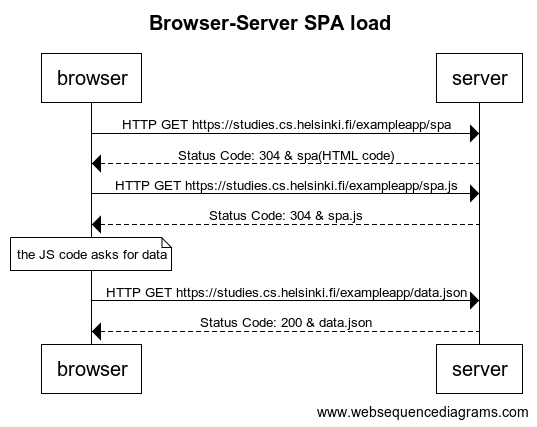 Browser-Server SPA load
browser server
HTTP GET https://studies.cs.helsinki.fi/exampleapp/spa
Status Code: 304 & spa(HTML code)
HTTP GET https://studies.cs.helsinki.fi/exampleapp/spa.js
Status Code: 304 & spa.js
the JS code asks for data
HTTP GET https://studies.cs.helsinki.fi/exampleapp/data.json
Status Code: 200 & data.json
browser server
www.websequencediagrams.com